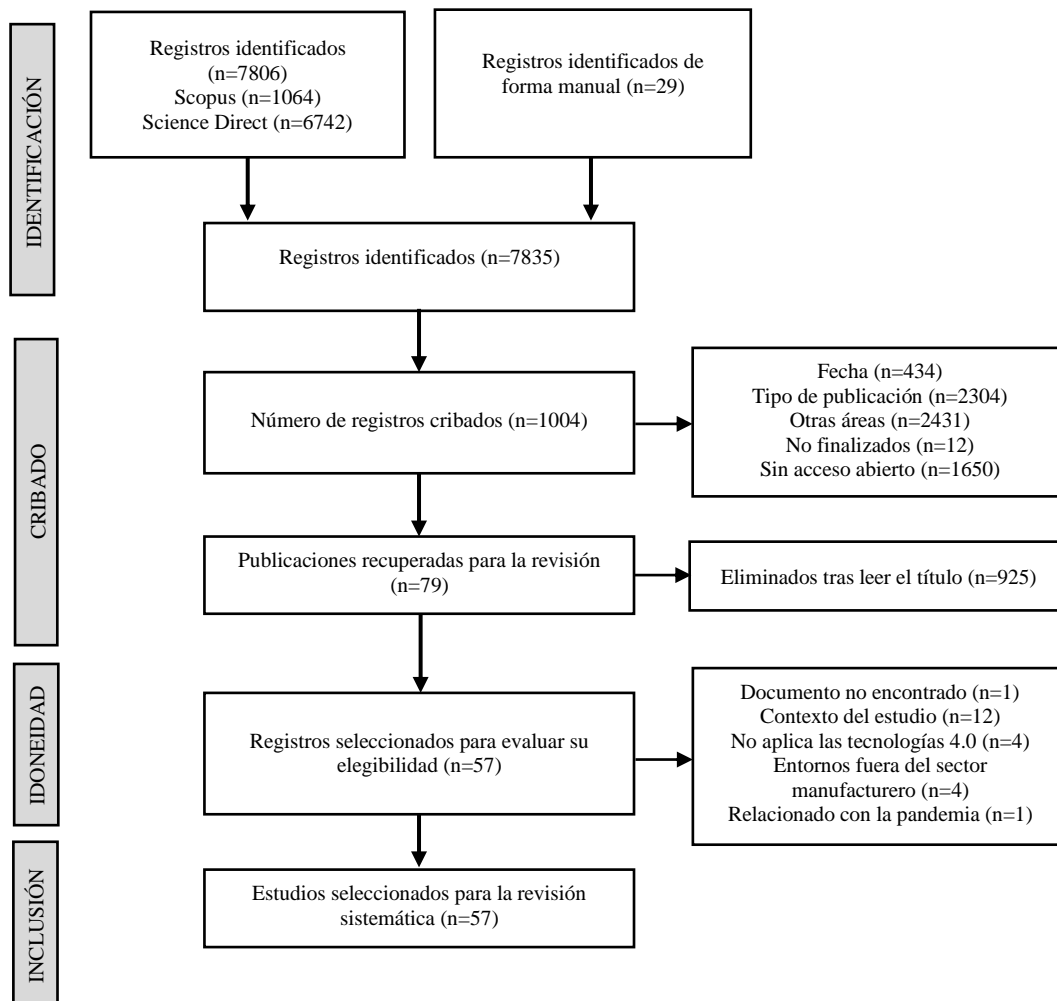 IDENTIFICACIÓN
Registros identificados
(n=7806)
Scopus (n=1064)
Science Direct (n=6742)
Registros identificados de
forma manual (n=29)
Registros identificados (n=7835)
CRIBADO
Número de registros cribados (n=1004)
Fecha (n=434)
Tipo de publicación (n=2304)
Otras áreas (n=2431)
No finalizados (n=12)
Sin acceso abierto (n=1650)
Publicaciones recuperadas para la revisión
(n=79)
Eliminados tras leer el título (n=925)
IDONEIDAD
Registros seleccionados para evaluar su
elegibilidad (n=57)
Documento no encontrado (n=1)
Contexto del estudio (n=12)
No aplica las tecnologías 4.0 (n=4)
Entornos fuera del sector
manufacturero (n=4)
Relacionado con la pandemia (n=1)
INCLUSIÓN
Estudios seleccionados para la revisión
sistemática (n=57)